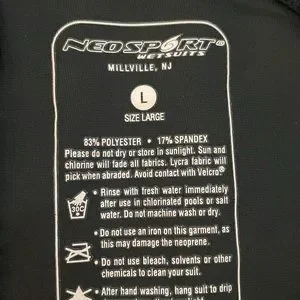 NEOSPORT®
WETSUITS
MILLVILLE, NJ
L
SIZE LARGE
83% POLYESTER • 17% SPANDEX
Please do not dry or store in sunlight. Sun and
chlorine will fade all fabrics. Lycra fabric will
pick when abraded. Avoid contact with Velcro®
• Rinse with fresh water immediately
after use in chlorinated pools or salt
water. Do not machine wash or dry.
30C
• Do not use an iron on this garment, as
this may damage the neoprene.
• Do not use bleach, solvents or other
chemicals to clean your suit.
• After hand washing, hang suit to drip